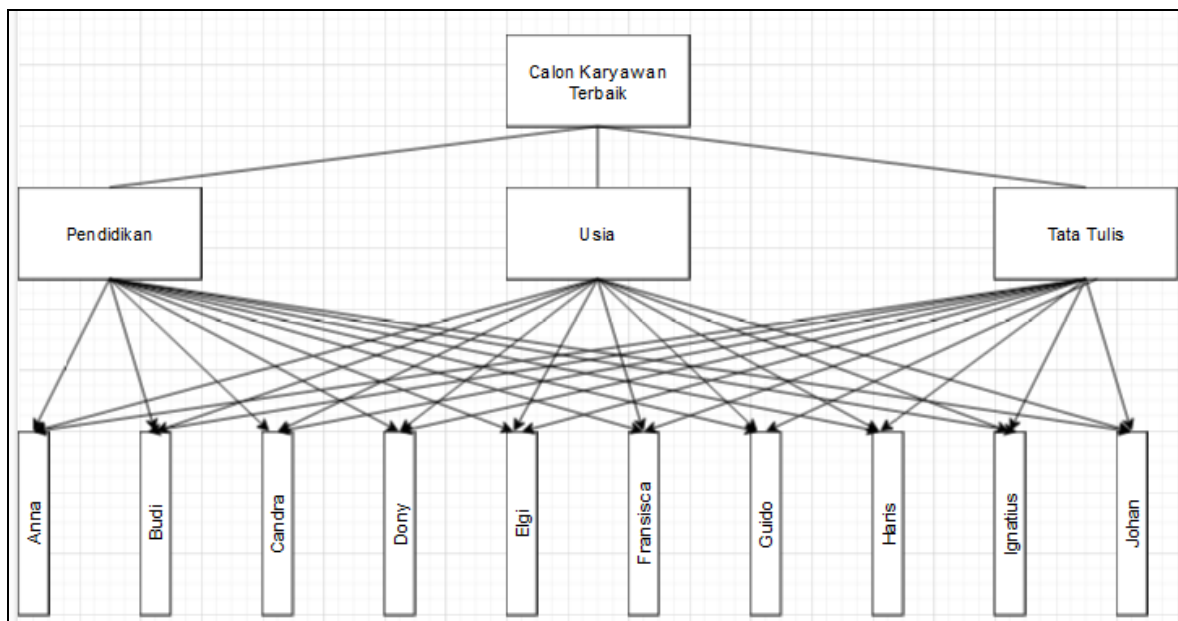 Calon Karyawan
Terbaik
Pendidikan
Usia
Tata Tulis
Anna
Budi
Candra
Dony
Elgi
Fransisca
Guido
Haris
Ignatius
Johan